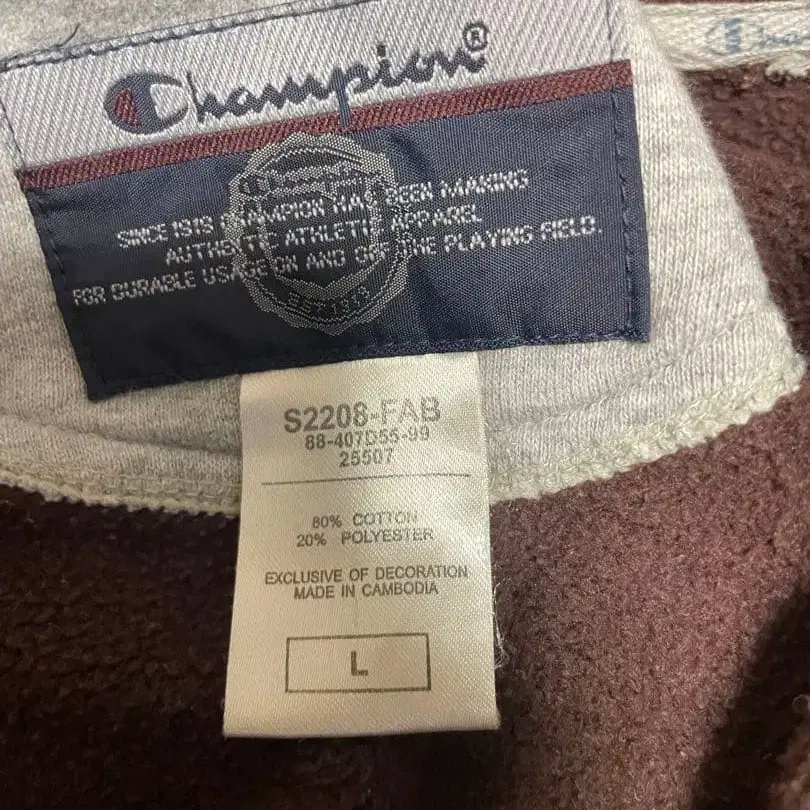 Champion®
SINCE 1919 CHAMPION HAS BEEN MAKING
AUTHENTIC ATHLETIC APPAREL
FOR DURABLE USAGE ON AND OFF THE PLAYING FIELD.
S2208-FAB
88-407D55-99
25507
80% COTTON
20% POLYESTER
EXCLUSIVE OF DECORATION
MADE IN CAMBODIA
L